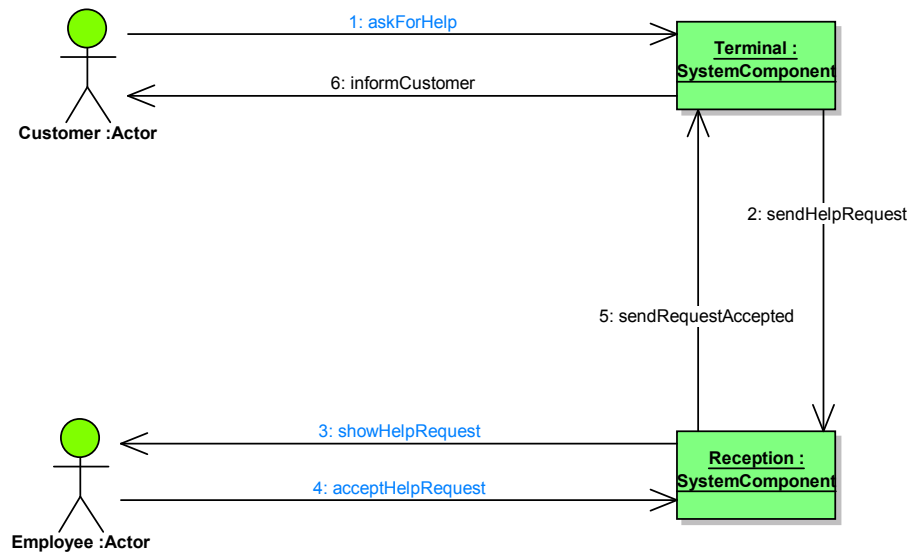 1: askForHelp
Terminal :
SystemComponent
6: informCustomer
Customer :Actor
2: sendHelpRequest
5: sendRequestAccepted
3: showHelpRequest
Reception :
SystemComponent
4: acceptHelpRequest
Employee :Actor